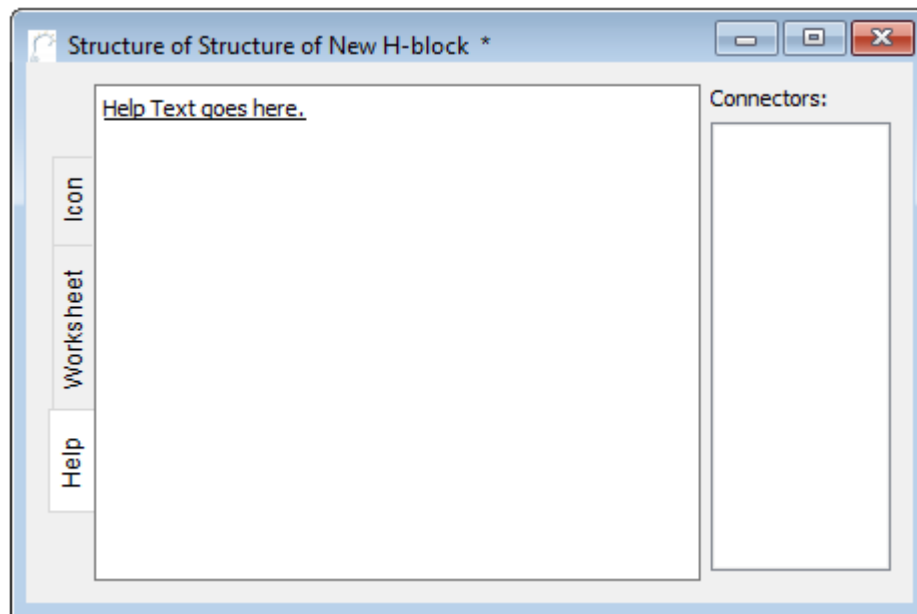 Structure of Structure of New H-block *
Help Text goes here.
Connectors:
Icon
Worksheet
Help